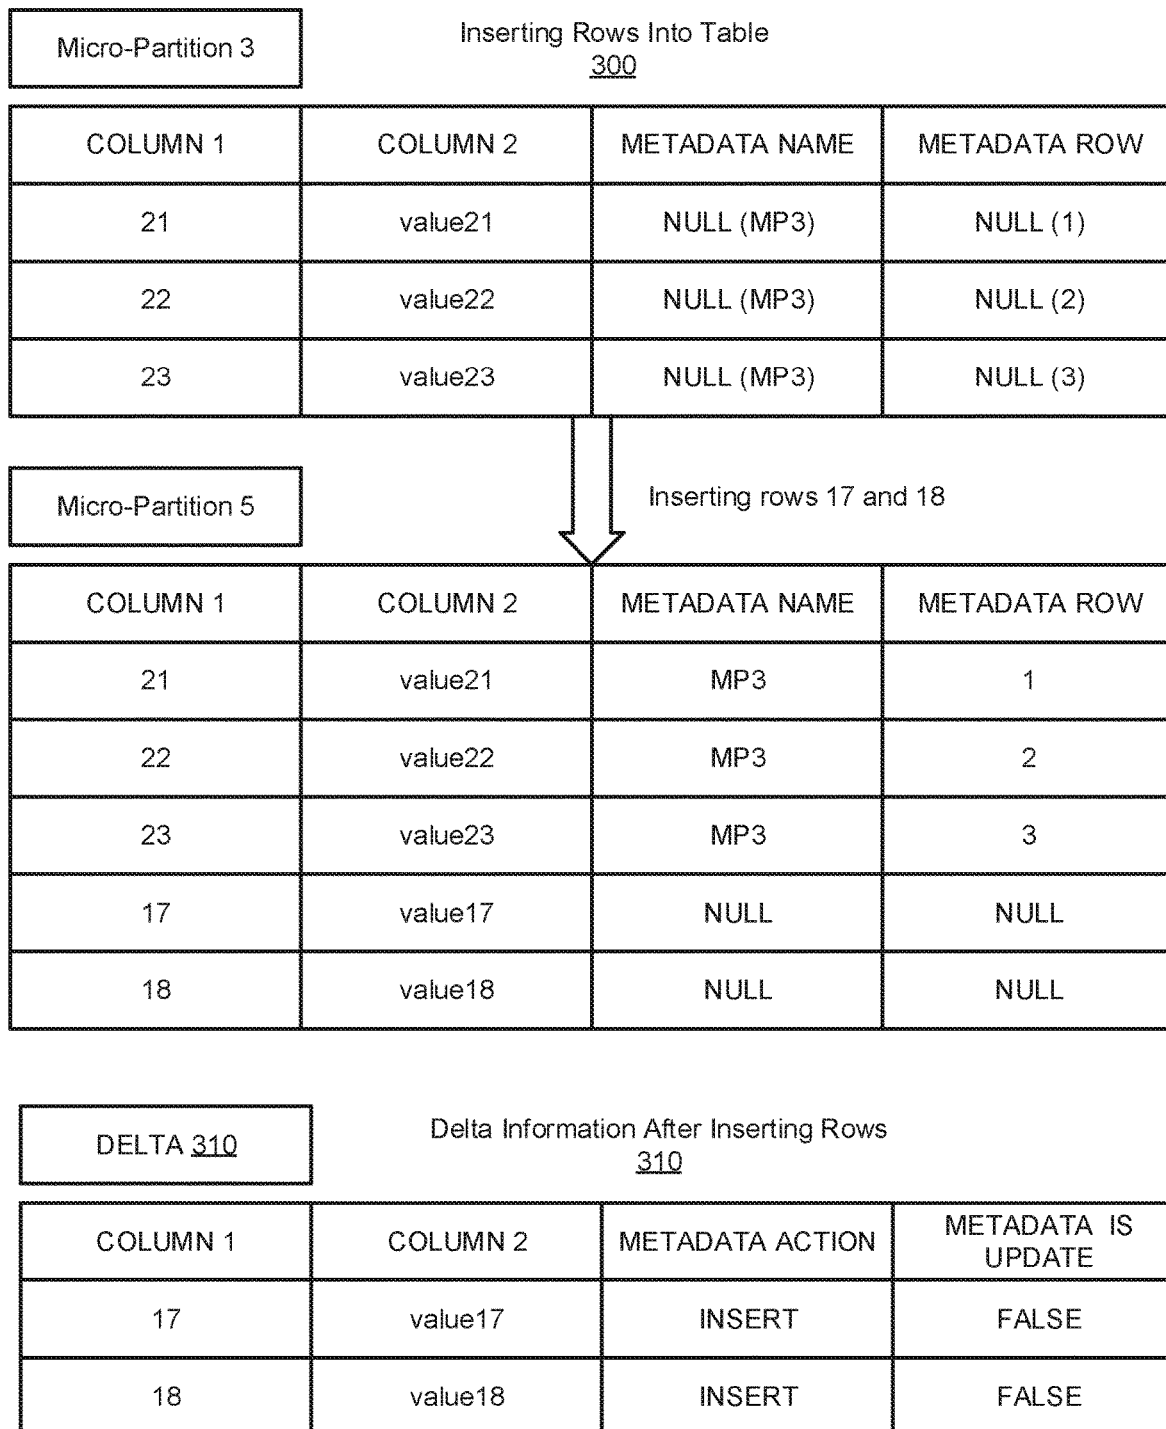 Micro-Partition 3
Inserting Rows Into Table
300
COLUMN 1 COLUMN 2 METADATA NAME METADATA ROW
21 value21 NULL (MP3) NULL (1)
22 value22 NULL (MP3) NULL (2)
23 value23 NULL (MP3) NULL (3)
Micro-Partition 5
Inserting rows 17 and 18
COLUMN 1 COLUMN 2 METADATA NAME METADATA ROW
21 value21 MP3 1
22 value22 MP3 2
23 value23 MP3 3
17 value17 NULL NULL
18 value18 NULL NULL
DELTA 310
Delta Information After Inserting Rows
310
COLUMN 1 COLUMN 2 METADATA ACTION METADATA IS
UPDATE
17 value17 INSERT FALSE
18 value18 INSERT FALSE